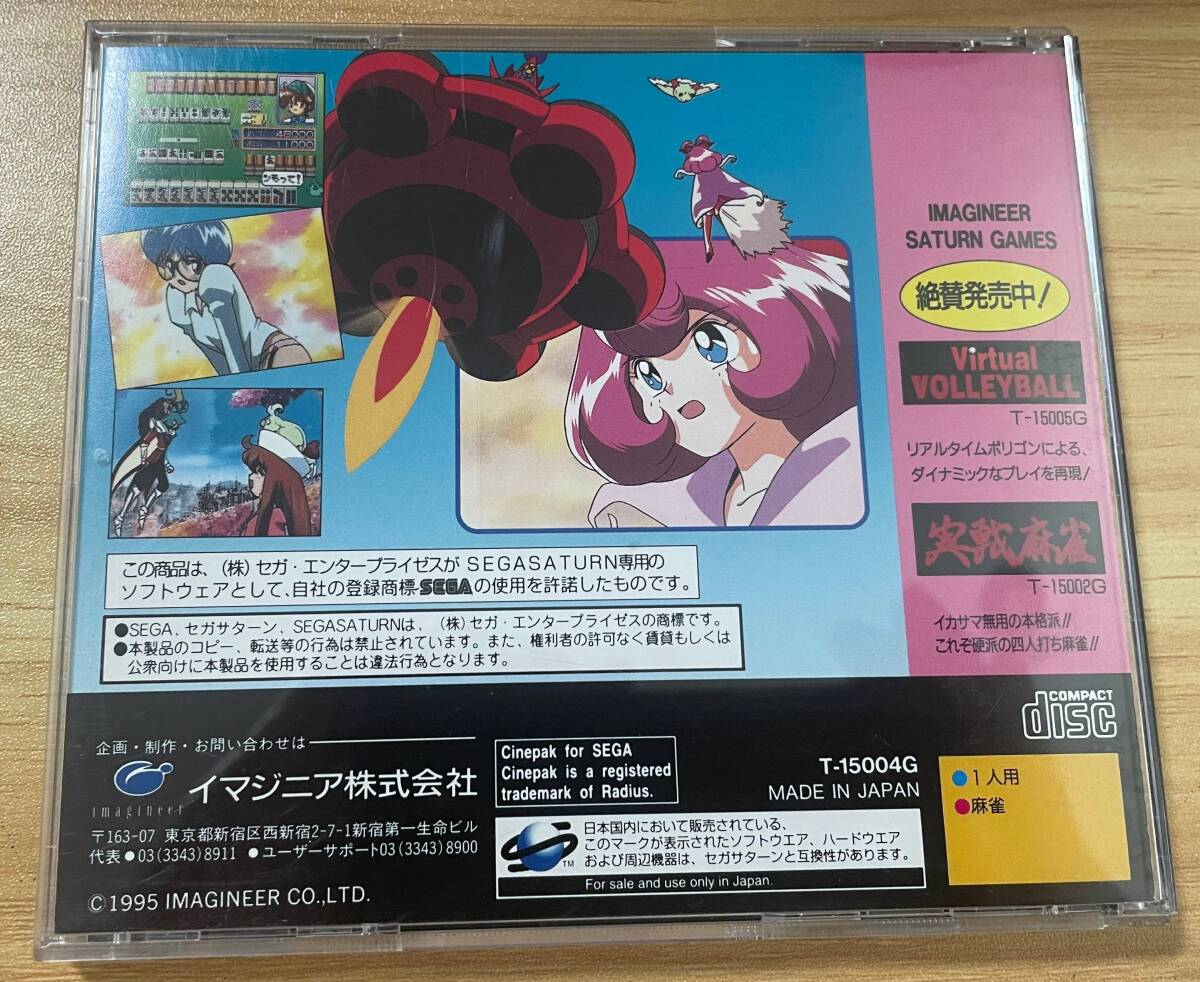 48000
11000
ツモって!
IMAGINEER
SATURN GAMES
絶賛発売中!
Virtual
VOLLEYBALL
T-15005G
リアルタイムポリゴンによる、
ダイナミックなプレイを再現!
実戦麻雀
T-15002G
イカサマ無用の本格派!!
これぞ硬派の四人打ち麻雀!!
この商品は、(株)セガ・エンタープライゼスがSEGASATURN専用の
ソフトウェアとして、自社の登録商標SEGAの使用を許諾したものです。
●SEGA、セガサターン、SEGASATURNは、(株)セガ・エンタープライゼスの商標です。
●本製品のコピー、転送等の行為は禁止されています。また、権利者の許可なく賃貸もしくは
公衆向けに本製品を使用することは違法行為となります。
COMPACT
disc
企画・制作・お問い合わせは
imagineer
イマジニア株式会社
〒163-07 東京都新宿区西新宿2-7-1新宿第一生命ビル
代表●03(3343)8911 ●ユーザーサポート03(3343)8900
©1995 IMAGINEER CO.,LTD.
Cinepak for SEGA
Cinepak is a registered
trademark of Radius.
T-15004G
MADE IN JAPAN
TM
日本国内において販売されている、
このマークが表示されたソフトウエア、ハードウエア
および周辺機器は、セガサターンと互換性があります。
For sale and use only in Japan.
●1人用
●麻雀